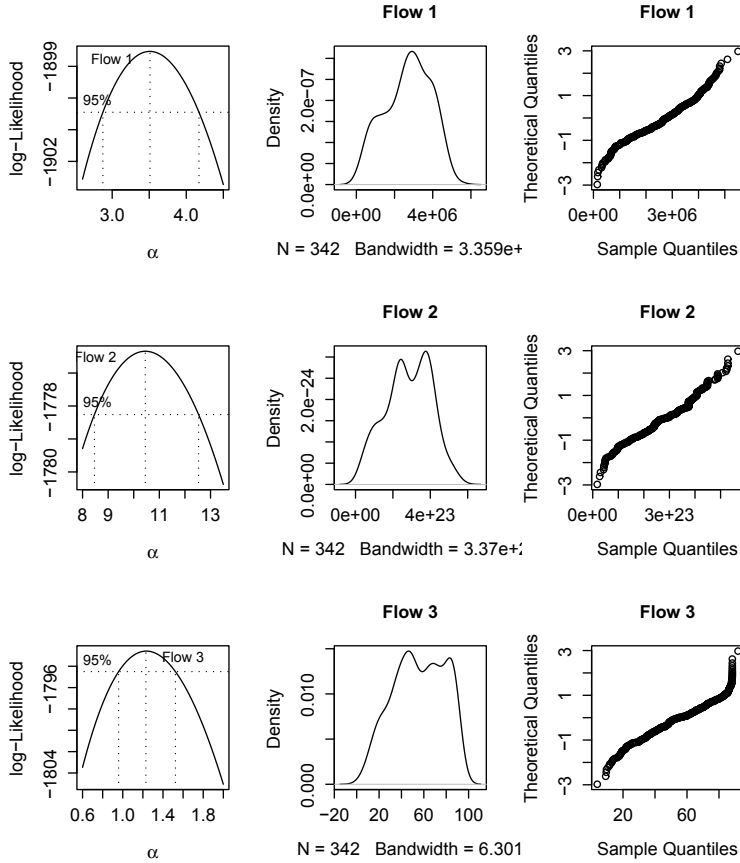 Flow 1
Flow 1
log−Likelihood
−1902
−1899
Flow 1
95%
3.0 4.0
α
Density
0.0e+00 2.0e−07
0e+00 4e+06
N = 342 Bandwidth = 3.359e+
Theoretical Quantiles
−3 −1 1 3
0e+00 3e+06
Sample Quantiles
Flow 2
Flow 2
log−Likelihood
−1780 −1778
Flow 2
95%
8 9 11 13
α
Density
0.0e+00 2.0e−24
0e+00 4e+23
N = 342 Bandwidth = 3.37e+2
Theoretical Quantiles
−3 −1 1 3
0e+00 3e+23
Sample Quantiles
Flow 3
Flow 3
log−Likelihood
−1804 −1796
95%
Flow 3
0.6 1.0 1.4 1.8
α
Density
0.000 0.010
−20 20 60 100
N = 342 Bandwidth = 6.301
Theoretical Quantiles
−3 −1 1 3
20 60
Sample Quantiles